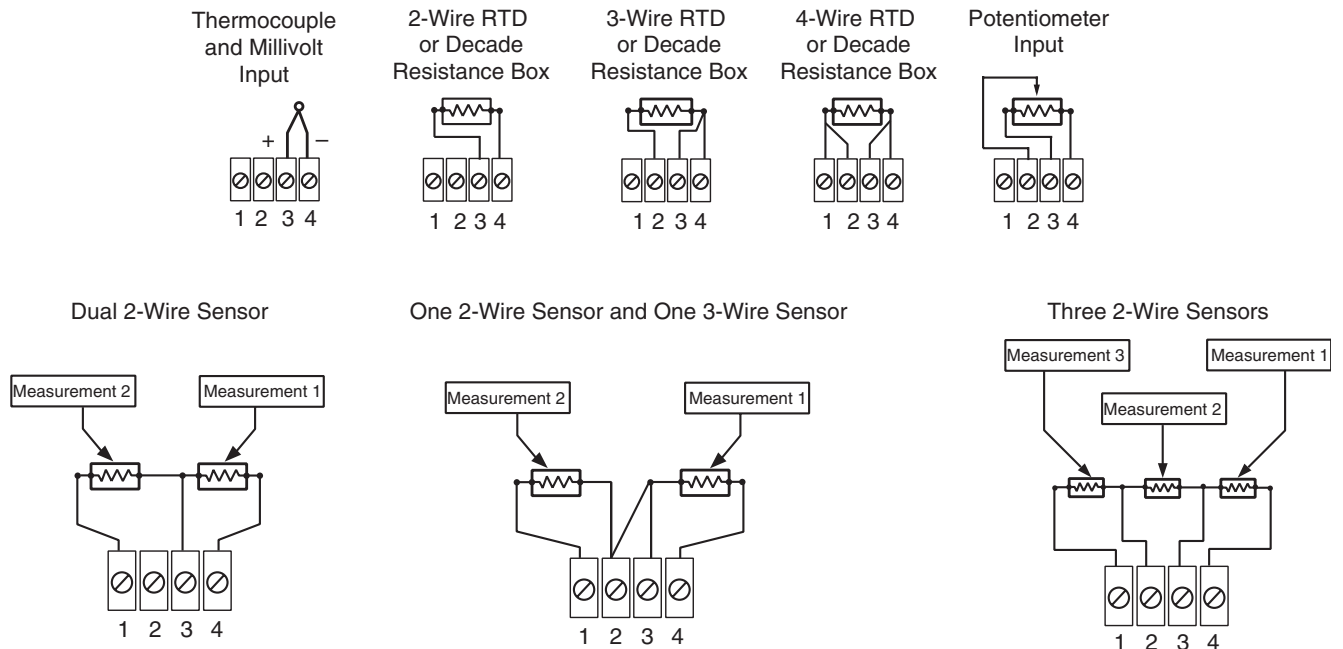 Thermocouple
and Millivolt
Input
2-Wire RTD
or Decade
Resistance Box
3-Wire RTD
or Decade
Resistance Box
4-Wire RTD
or Decade
Resistance Box
Potentiometer
Input
+ –
1 2 3 4
1 2 3 4
1 2 3 4
1 2 3 4
1 2 3 4
Dual 2-Wire Sensor
Measurement 2
Measurement 1
1 2 3 4
One 2-Wire Sensor and One 3-Wire Sensor
Measurement 2
Measurement 1
1 2 3 4
Three 2-Wire Sensors
Measurement 3
Measurement 1
Measurement 2
1 2 3 4